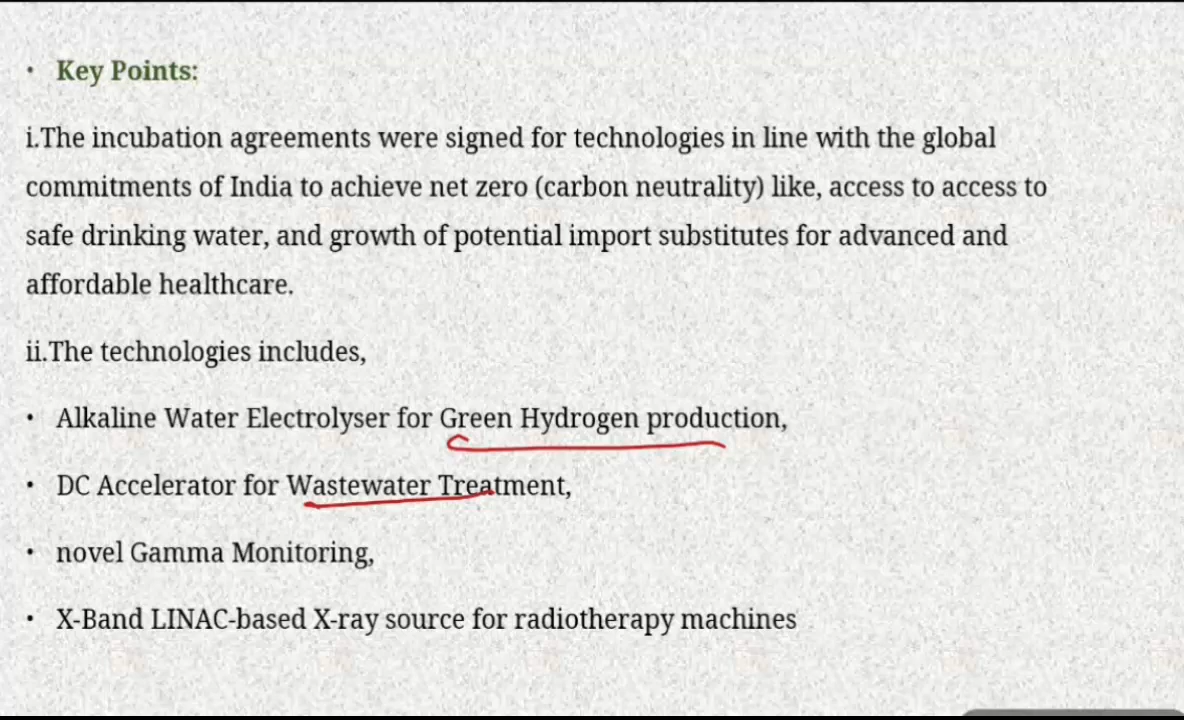 • Key Points:
i.The incubation agreements were signed for technologies in line with the global
commitments of India to achieve net zero (carbon neutrality) like, access to access to
safe drinking water, and growth of potential import substitutes for advanced and
affordable healthcare.
ii.The technologies includes,
• Alkaline Water Electrolyser for Green Hydrogen production,
• DC Accelerator for Wastewater Treatment,
• novel Gamma Monitoring,
• X-Band LINAC-based X-ray source for radiotherapy machines